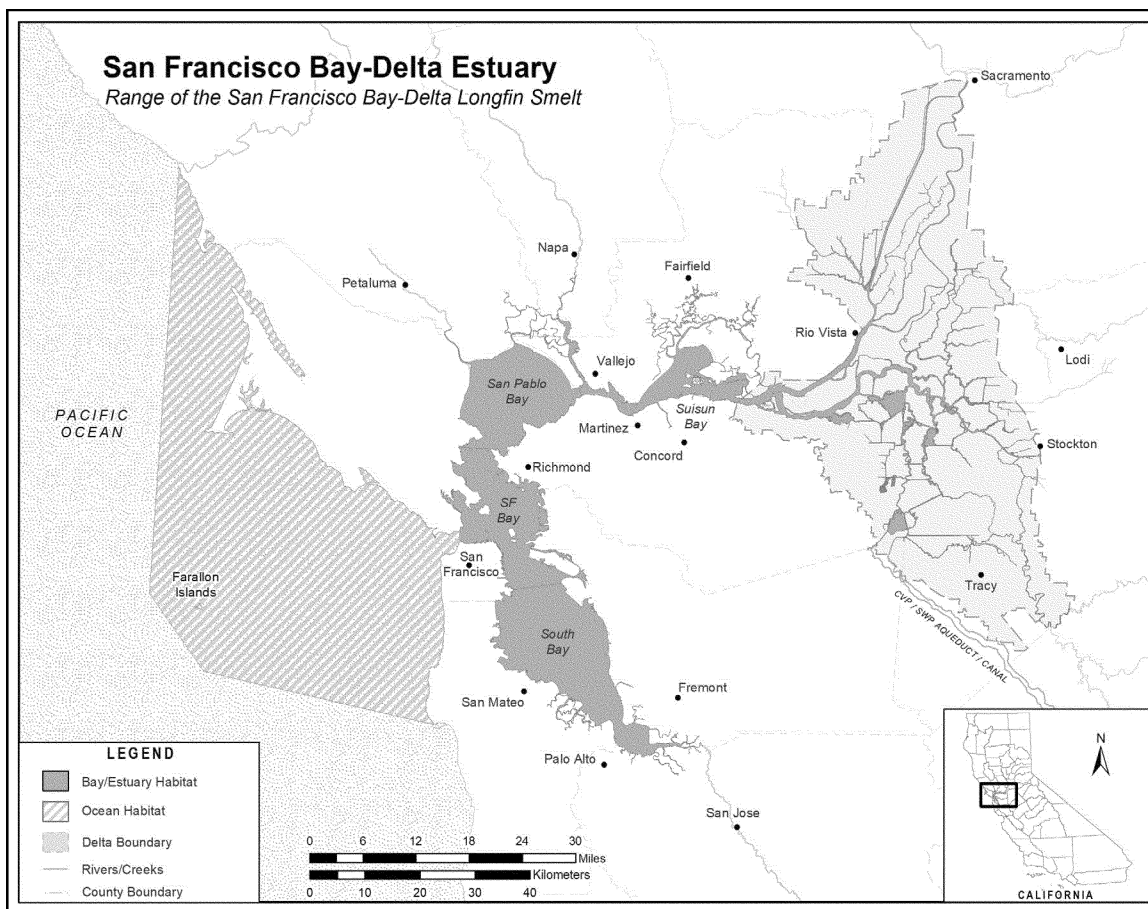 San Francisco Bay-Delta Estuary
Range of the San Francisco Bay-Delta Longfin Smelt
Sacramento
Napa
Fairfield
Petaluma
Rio Vista
Lodi
Vallejo
San Pablo
Bay
PACIFIC
OCEAN
Suisun
Bay
Martinez
Concord
Stockton
Richmond
SF
Bay
San
Francisco
Farallon
Islands
Tracy
CVP / SWP AQUEDUCT / CANAL
South
Bay
San Mateo
Fremont
Palo Alto
San Jose
LEGEND
Bay/Estuary Habitat
Ocean Habitat
Delta Boundary
Rivers/Creeks
County Boundary
0 6 12 18 24 30
Miles
Kilometers
0 10 20 30 40
N
CALIFORNIA